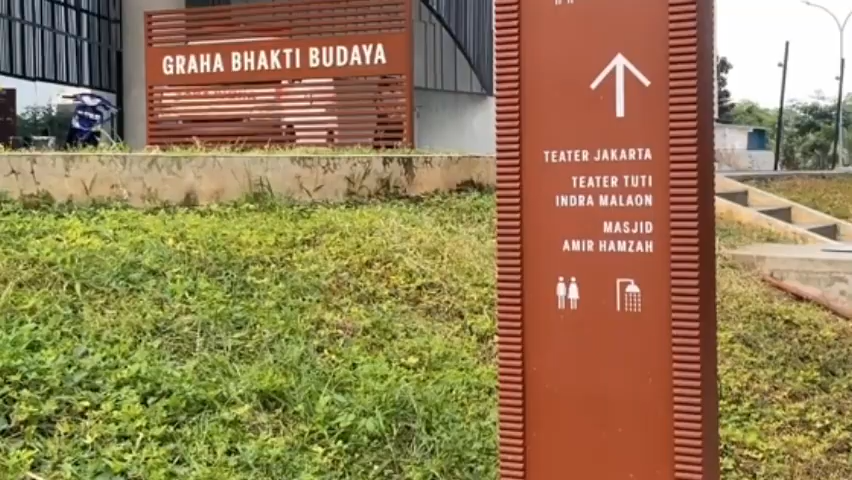 GRAHA BHAKTI BUDAYA
TEATER JAKARTA
TEATER TUTI
INDRA MALAON
MASJID
AMIR HAMZAH